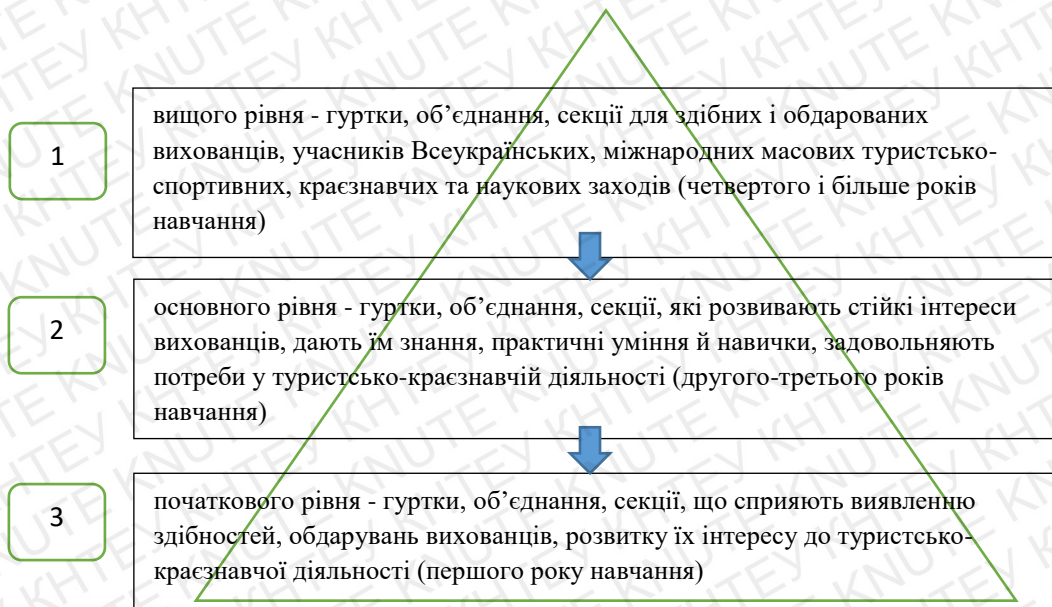 1
вищого рівня - гуртки, об’єднання, секції для здібних і обдарованих
вихованців, учасників Всеукраїнських, міжнародних масових туристсько-
спортивних, краєзнавчих та наукових заходів (четвертого і більше років
навчання)
2
основного рівня - гуртки, об’єднання, секції, які розвивають стійкі інтереси
вихованців, дають їм знання, практичні уміння й навички, задовольняють
потреби у туристсько-краєзнавчій діяльності (другого-третього років
навчання)
3
початкового рівня - гуртки, об’єднання, секції, що сприяють виявленню
здібностей, обдарувань вихованців, розвитку їх інтересу до туристсько-
краєзнавчої діяльності (першого року навчання)